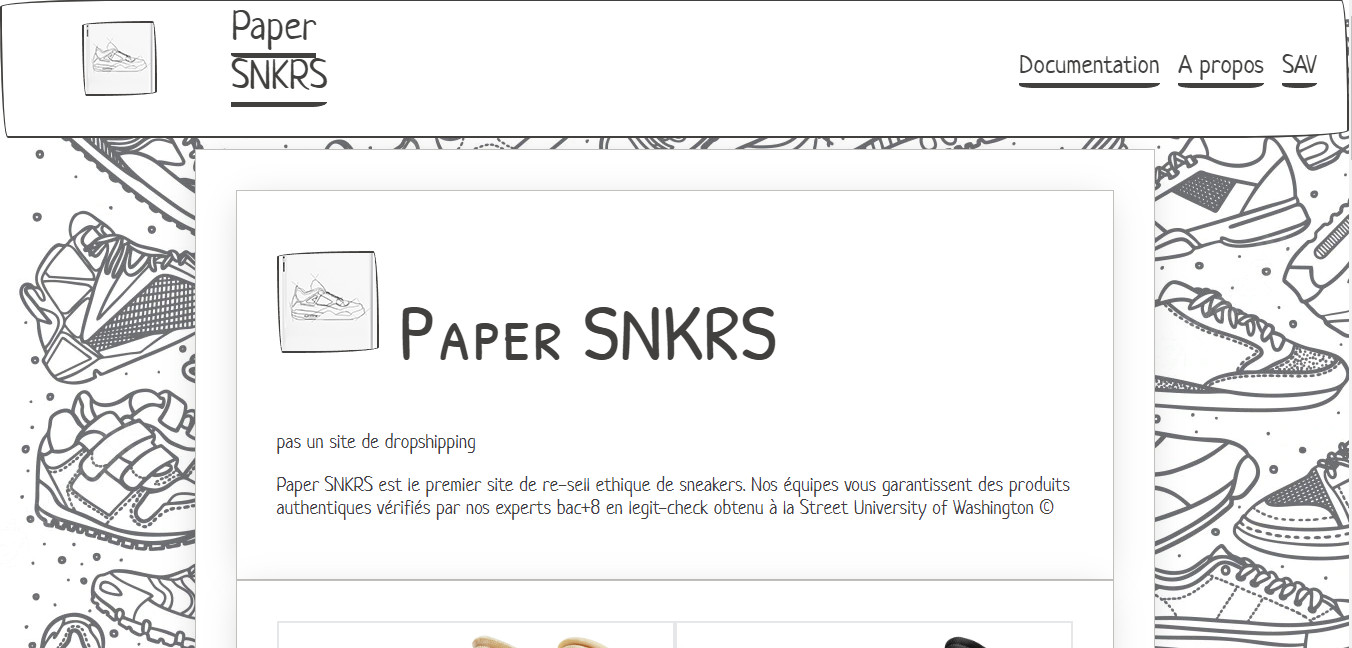 Paper
SNKRS
Documentation A propos SAV
Paper SNKRS
pas un site de dropshipping
Paper SNKRS est le premier site de re-sell ethique de sneakers. Nos équipes vous garantissent des produits
authentiques vérifiés par nos experts bac+8 en legit-check obtenu à la Street University of Washington ©